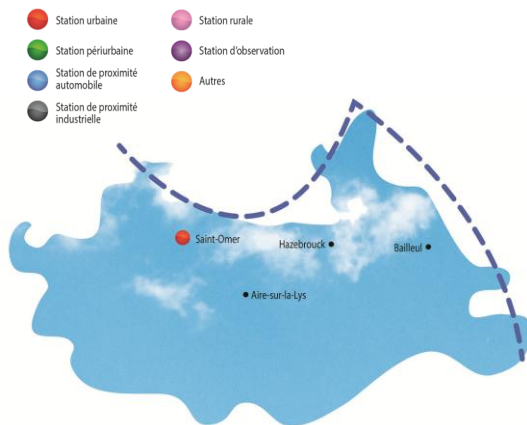 Station urbaine
Station périurbaine
Station de proximité
automobile
Station de proximité
industrielle
Station rurale
Station d'observation
Autres
Saint-Omer
Hazebrouck
Bailleul
Aire-sur-la-Lys